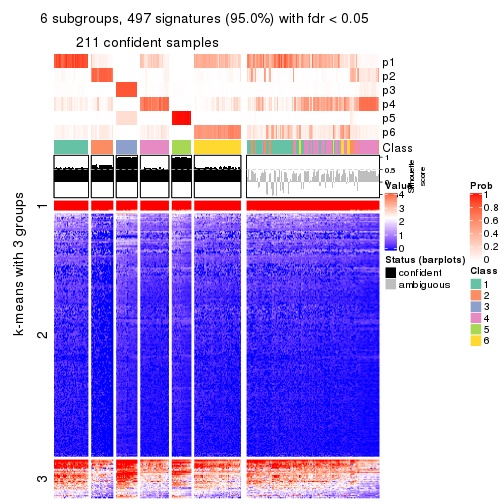 6 subgroups, 497 signatures (95.0%) with fdr < 0.05
211 confident samples
p1
p2
p3
p4
p5
p6
Class
1
0.5
0
Silhouette
score
k-means with 3 groups
1
2
3
Value
4
3
2
1
0
Status (barplots)
confident
ambiguous
Prob
1
0.8
0.6
0.4
0.2
0
Class
1
2
3
4
5
6